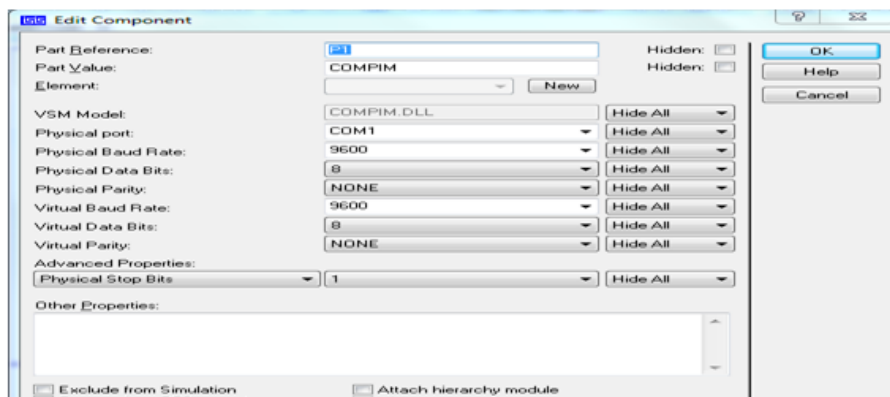 ISIS Edit Component
Part Reference: P1 Hidden: OK
Part Value: COMPIM Hidden: Help
Element: New Cancel
VSM Model: COMPIM.DLL Hide All
Physical port: COM1 Hide All
Physical Baud Rate: 9600 Hide All
Physical Data Bits: 8 Hide All
Physical Parity: NONE Hide All
Virtual Baud Rate: 9600 Hide All
Virtual Data Bits: 8 Hide All
Virtual Parity: NONE Hide All
Advanced Properties:
Physical Stop Bits 1 Hide All
Other Properties:
Exclude from Simulation Attach hierarchy module